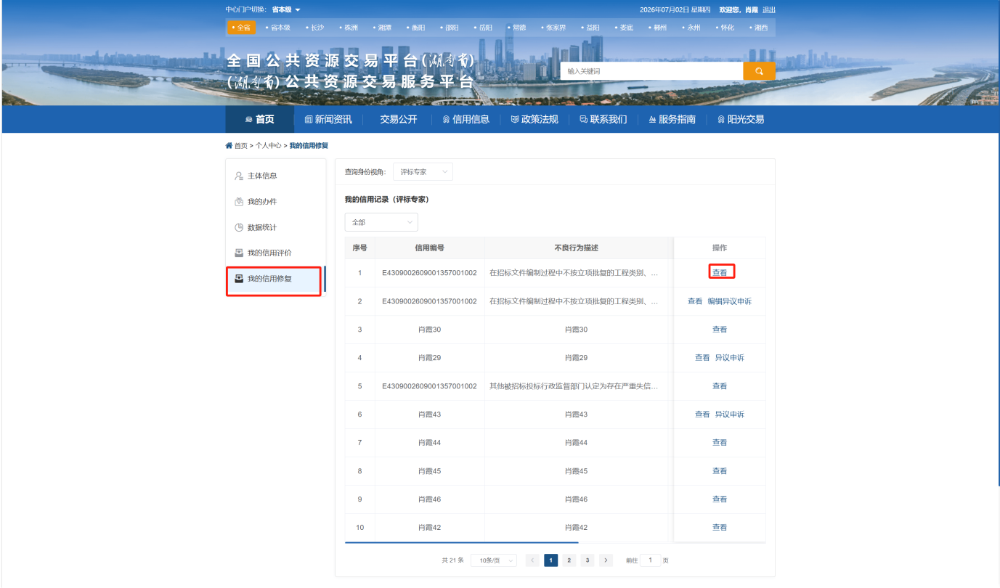 中心门户切换： 省本级
2026年07月02日 星期四 欢迎您，肖霞 退出
• 全省 • 省本级 • 长沙 • 株洲 • 湘潭 • 衡阳 • 邵阳 • 岳阳 • 常德 • 张家界 • 益阳 • 娄底 • 郴州 • 永州 • 怀化 • 湘西
全国公共资源交易平台(湖南省)
(湖南省)公共资源交易服务平台
输入关键词
首页 新闻资讯 交易公开 信用信息 政策法规 联系我们 服务指南 阳光交易
首页 > 个人中心 > 我的信用修复
主体信息
我的办件
数据统计
我的信用评价
我的信用修复
查询身份视角： 评标专家
我的信用记录（评标专家）
全部
序号 信用编号 不良行为描述 操作
1 E4309002609001357001002 在招标文件编制过程中不按立项批复的工程类别、... 查看
2 E4309002609001357001002 在招标文件编制过程中不按立项批复的工程类别、... 查看 编辑异议申诉
3 肖霞30 肖霞30 查看
4 肖霞29 肖霞29 查看 异议申诉
5 E4309002609001357001002 其他被招标投标行政监督部门认定为存在严重失信... 查看
6 肖霞43 肖霞43 查看 异议申诉
7 肖霞44 肖霞44 查看
8 肖霞45 肖霞45 查看
9 肖霞46 肖霞46 查看
10 肖霞42 肖霞42 查看
共 21 条 10条/页 < 1 2 3 > 前往 1 页